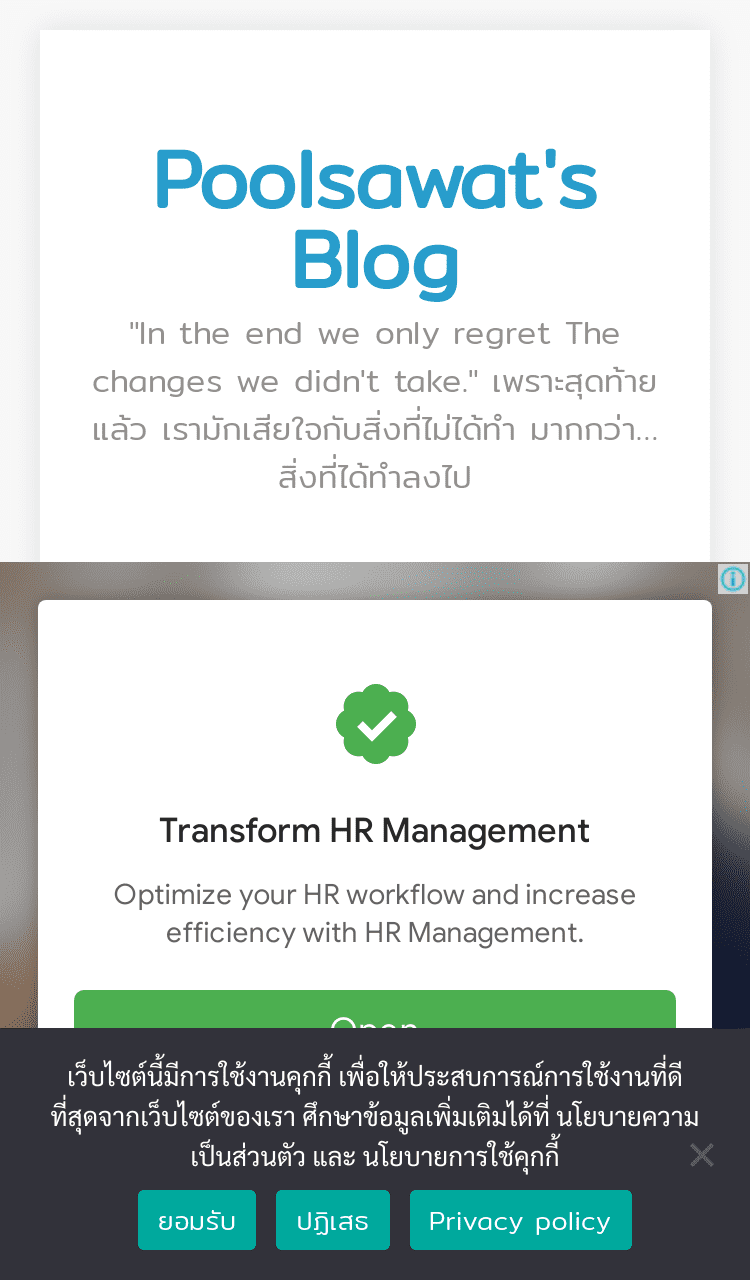 Poolsawat's
Blog
"In the end we only regret The
changes we didn't take." เพราะสุดท้าย
แล้ว เรามักเสียใจกับสิ่งที่ไม่ได้ทำ มากกว่า...
สิ่งที่ได้ทำลงไป
Transform HR Management
Optimize your HR workflow and increase
efficiency with HR Management.
Open
เว็บไซต์นี้มีการใช้งานคุกกี้ เพื่อให้ประสบการณ์การใช้งานที่ดี
ที่สุดจากเว็บไซต์ของเรา ศึกษาข้อมูลเพิ่มเติมได้ที่ นโยบายความ
เป็นส่วนตัว และ นโยบายการใช้คุกกี้
ยอมรับ ปฏิเสธ Privacy policy